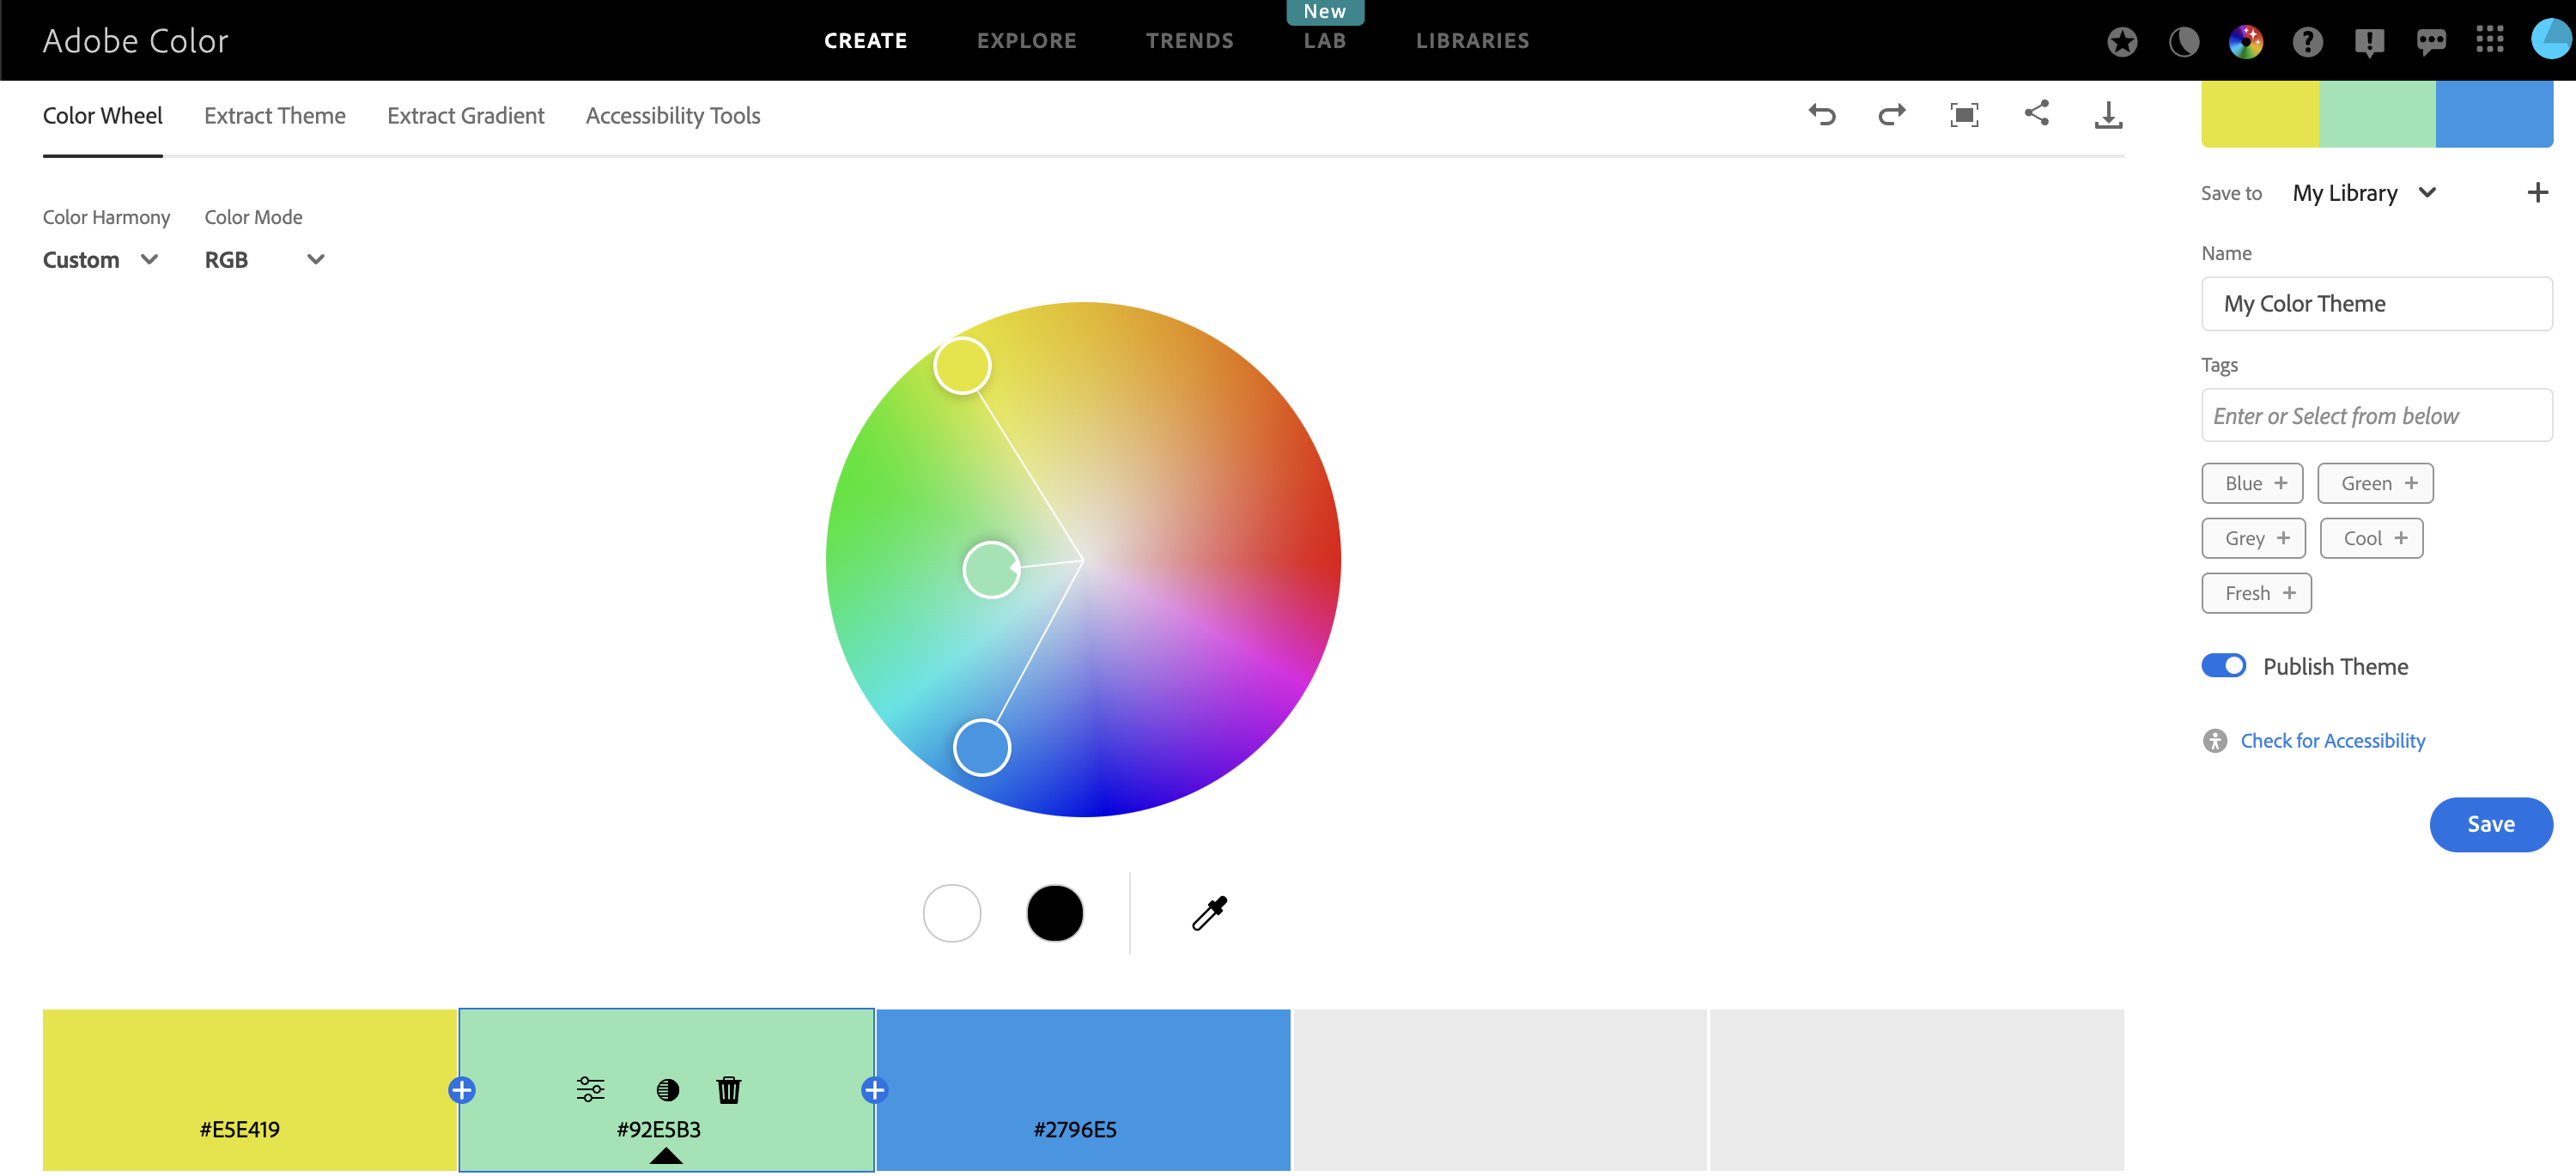 New
Adobe Color
CREATE
EXPLORE
TRENDS
LAB
LIBRARIES
Color Wheel
Extract Theme
Extract Gradient
Accessibility Tools
Color Harmony
Color Mode
Custom
RGB
Save to
My Library
Name
My Color Theme
Tags
Enter or Select from below
Blue +
Green +
Grey +
Cool +
Fresh +
Publish Theme
Check for Accessibility
Save
#E5E419
#92E5B3
#2796E5